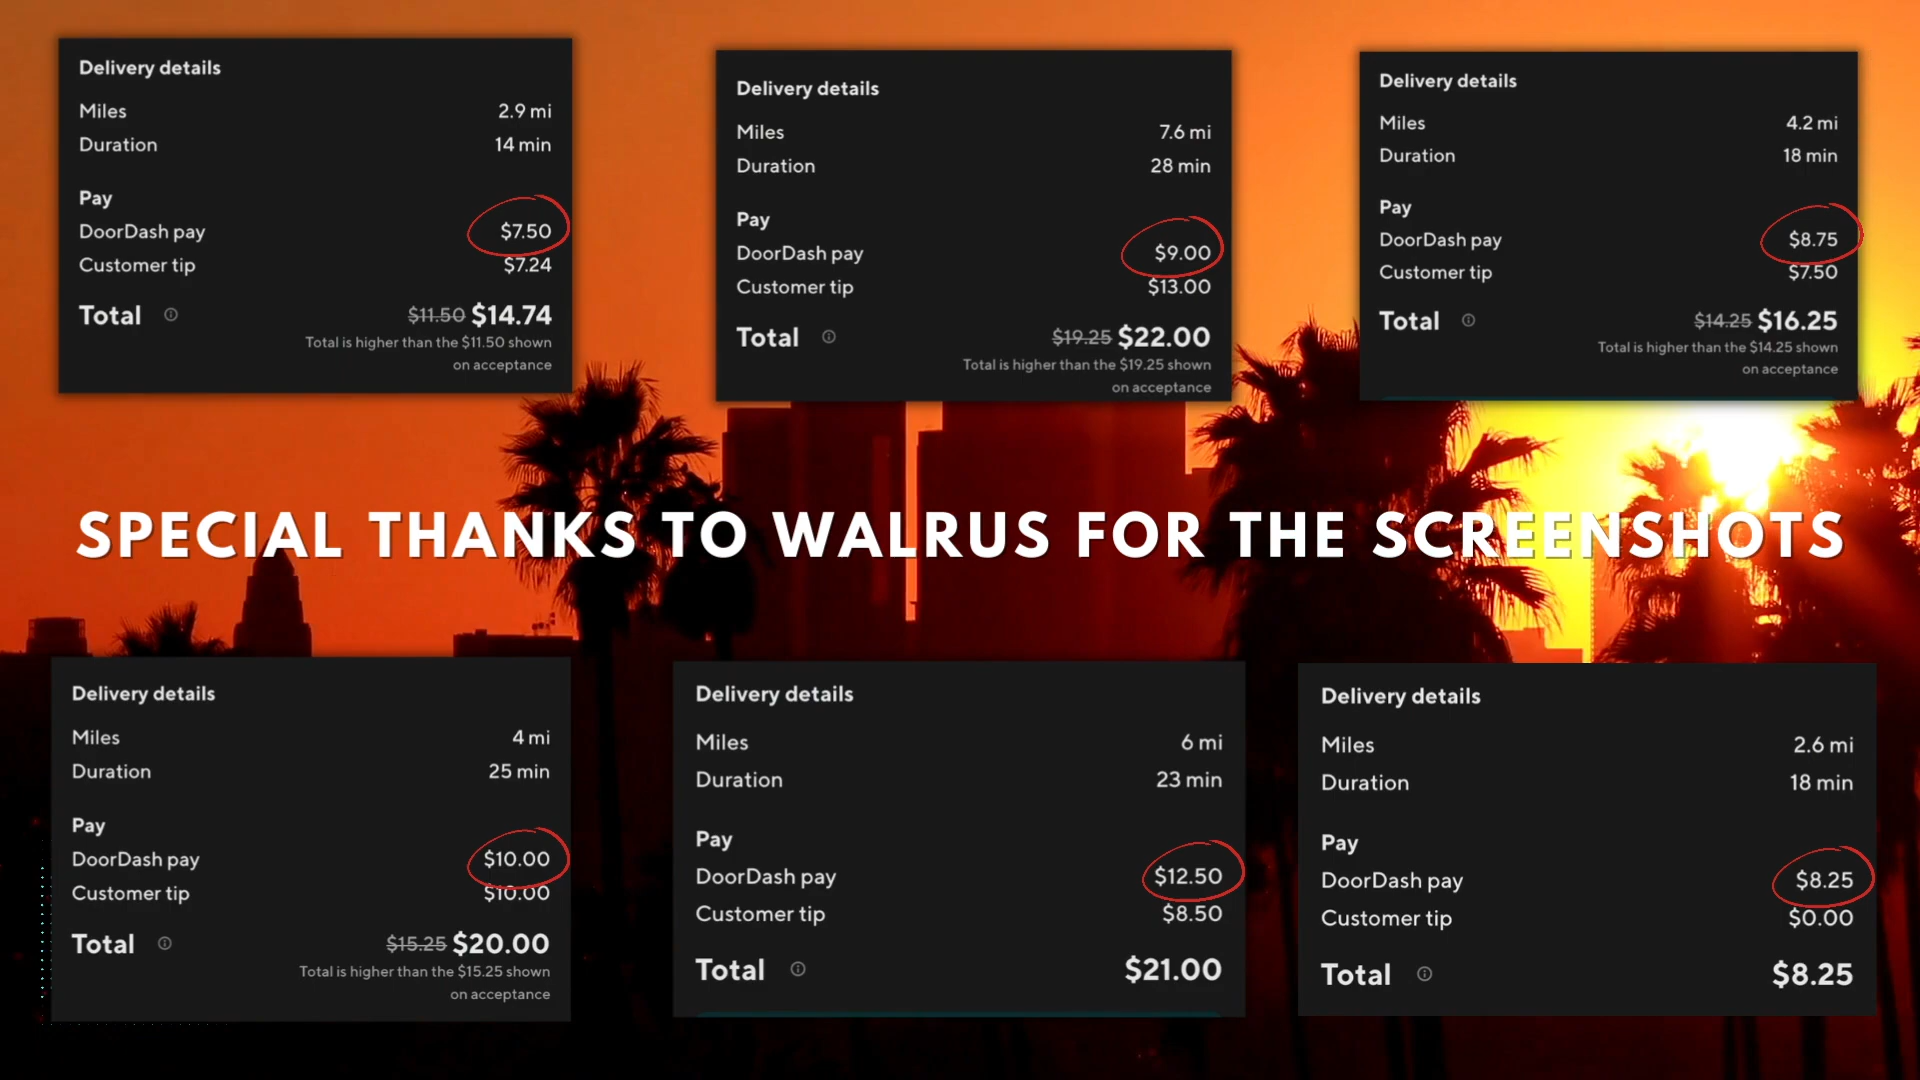 Delivery details
Miles 2.9 mi
Duration 14 min
Pay
DoorDash pay $7.50
Customer tip $7.24
Total $11.50 $14.74
Total is higher than the $11.50 shown
on acceptance
Delivery details
Miles 7.6 mi
Duration 28 min
Pay
DoorDash pay $9.00
Customer tip $13.00
Total $19.25 $22.00
Total is higher than the $19.25 shown
on acceptance
Delivery details
Miles 4.2 mi
Duration 18 min
Pay
DoorDash pay $8.75
Customer tip $7.50
Total $14.25 $16.25
Total is higher than the $14.25 shown
on acceptance
SPECIAL THANKS TO WALRUS FOR THE SCREENSHOTS
Delivery details
Miles 4 mi
Duration 25 min
Pay
DoorDash pay $10.00
Customer tip $10.00
Total $15.25 $20.00
Total is higher than the $15.25 shown
on acceptance
Delivery details
Miles 6 mi
Duration 23 min
Pay
DoorDash pay $12.50
Customer tip $8.50
Total $21.00
Delivery details
Miles 2.6 mi
Duration 18 min
Pay
DoorDash pay $8.25
Customer tip $0.00
Total $8.25